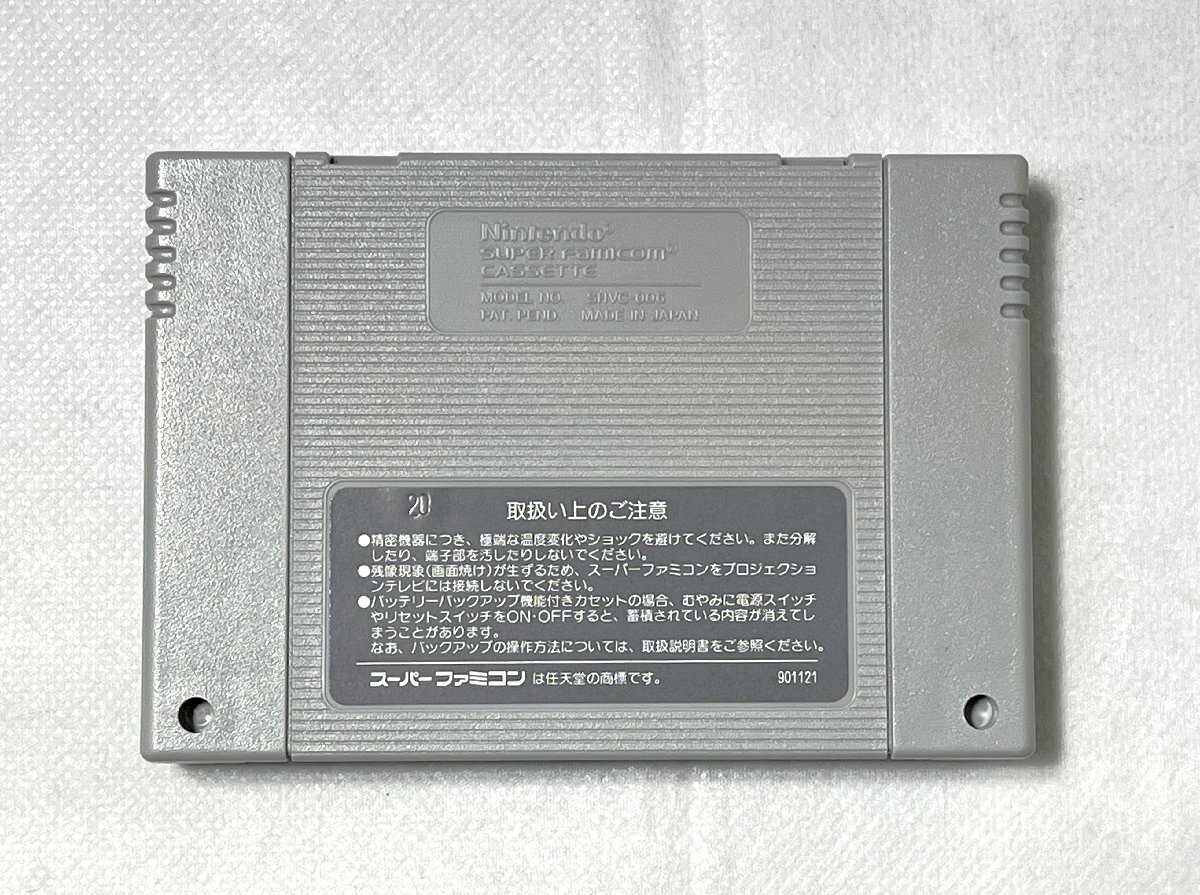 Nintendo®
SUPER Famicom®
CASSETTE
MODEL NO. SHVC-006
PAT. PEND. MADE IN JAPAN
20
取扱い上のご注意
●精密機器につき、極端な温度変化やショックを避けてください。また分解
したり、端子部を汚したりしないでください。
●残像現象(画面焼け)が生ずるため、スーパーファミコンをプロジェクショ
ンテレビには接続しないでください。
●バッテリーバックアップ機能付きカセットの場合、むやみに電源スイッチ
やリセットスイッチをON・OFFすると、蓄積されている内容が消えてし
まうことがあります。
なお、バックアップの操作方法については、取扱説明書をご参照ください。
スーパーファミコン は任天堂の商標です。 901121